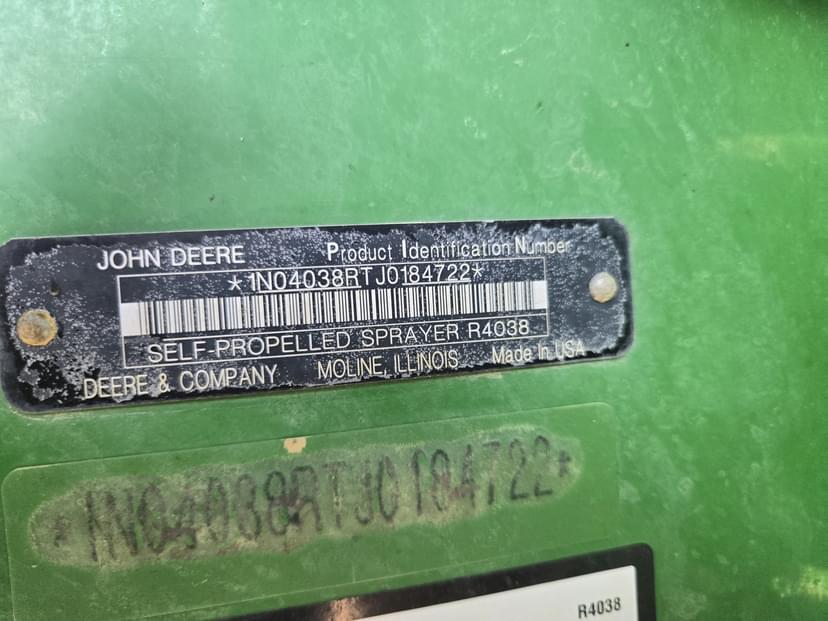 JOHN DEERE Product Identification Number
*1N04038RTJ0184722*
SELF-PROPELLED SPRAYER R4038
DEERE & COMPANY MOLINE, ILLINOIS Made In USA
*1N04038RTJ0184722*
R4038